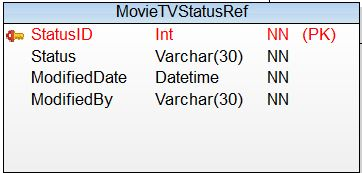 MovieTVStatusRef
StatusID Int NN (PK)
Status Varchar(30) NN
ModifiedDate Datetime NN
ModifiedBy Varchar(30) NN